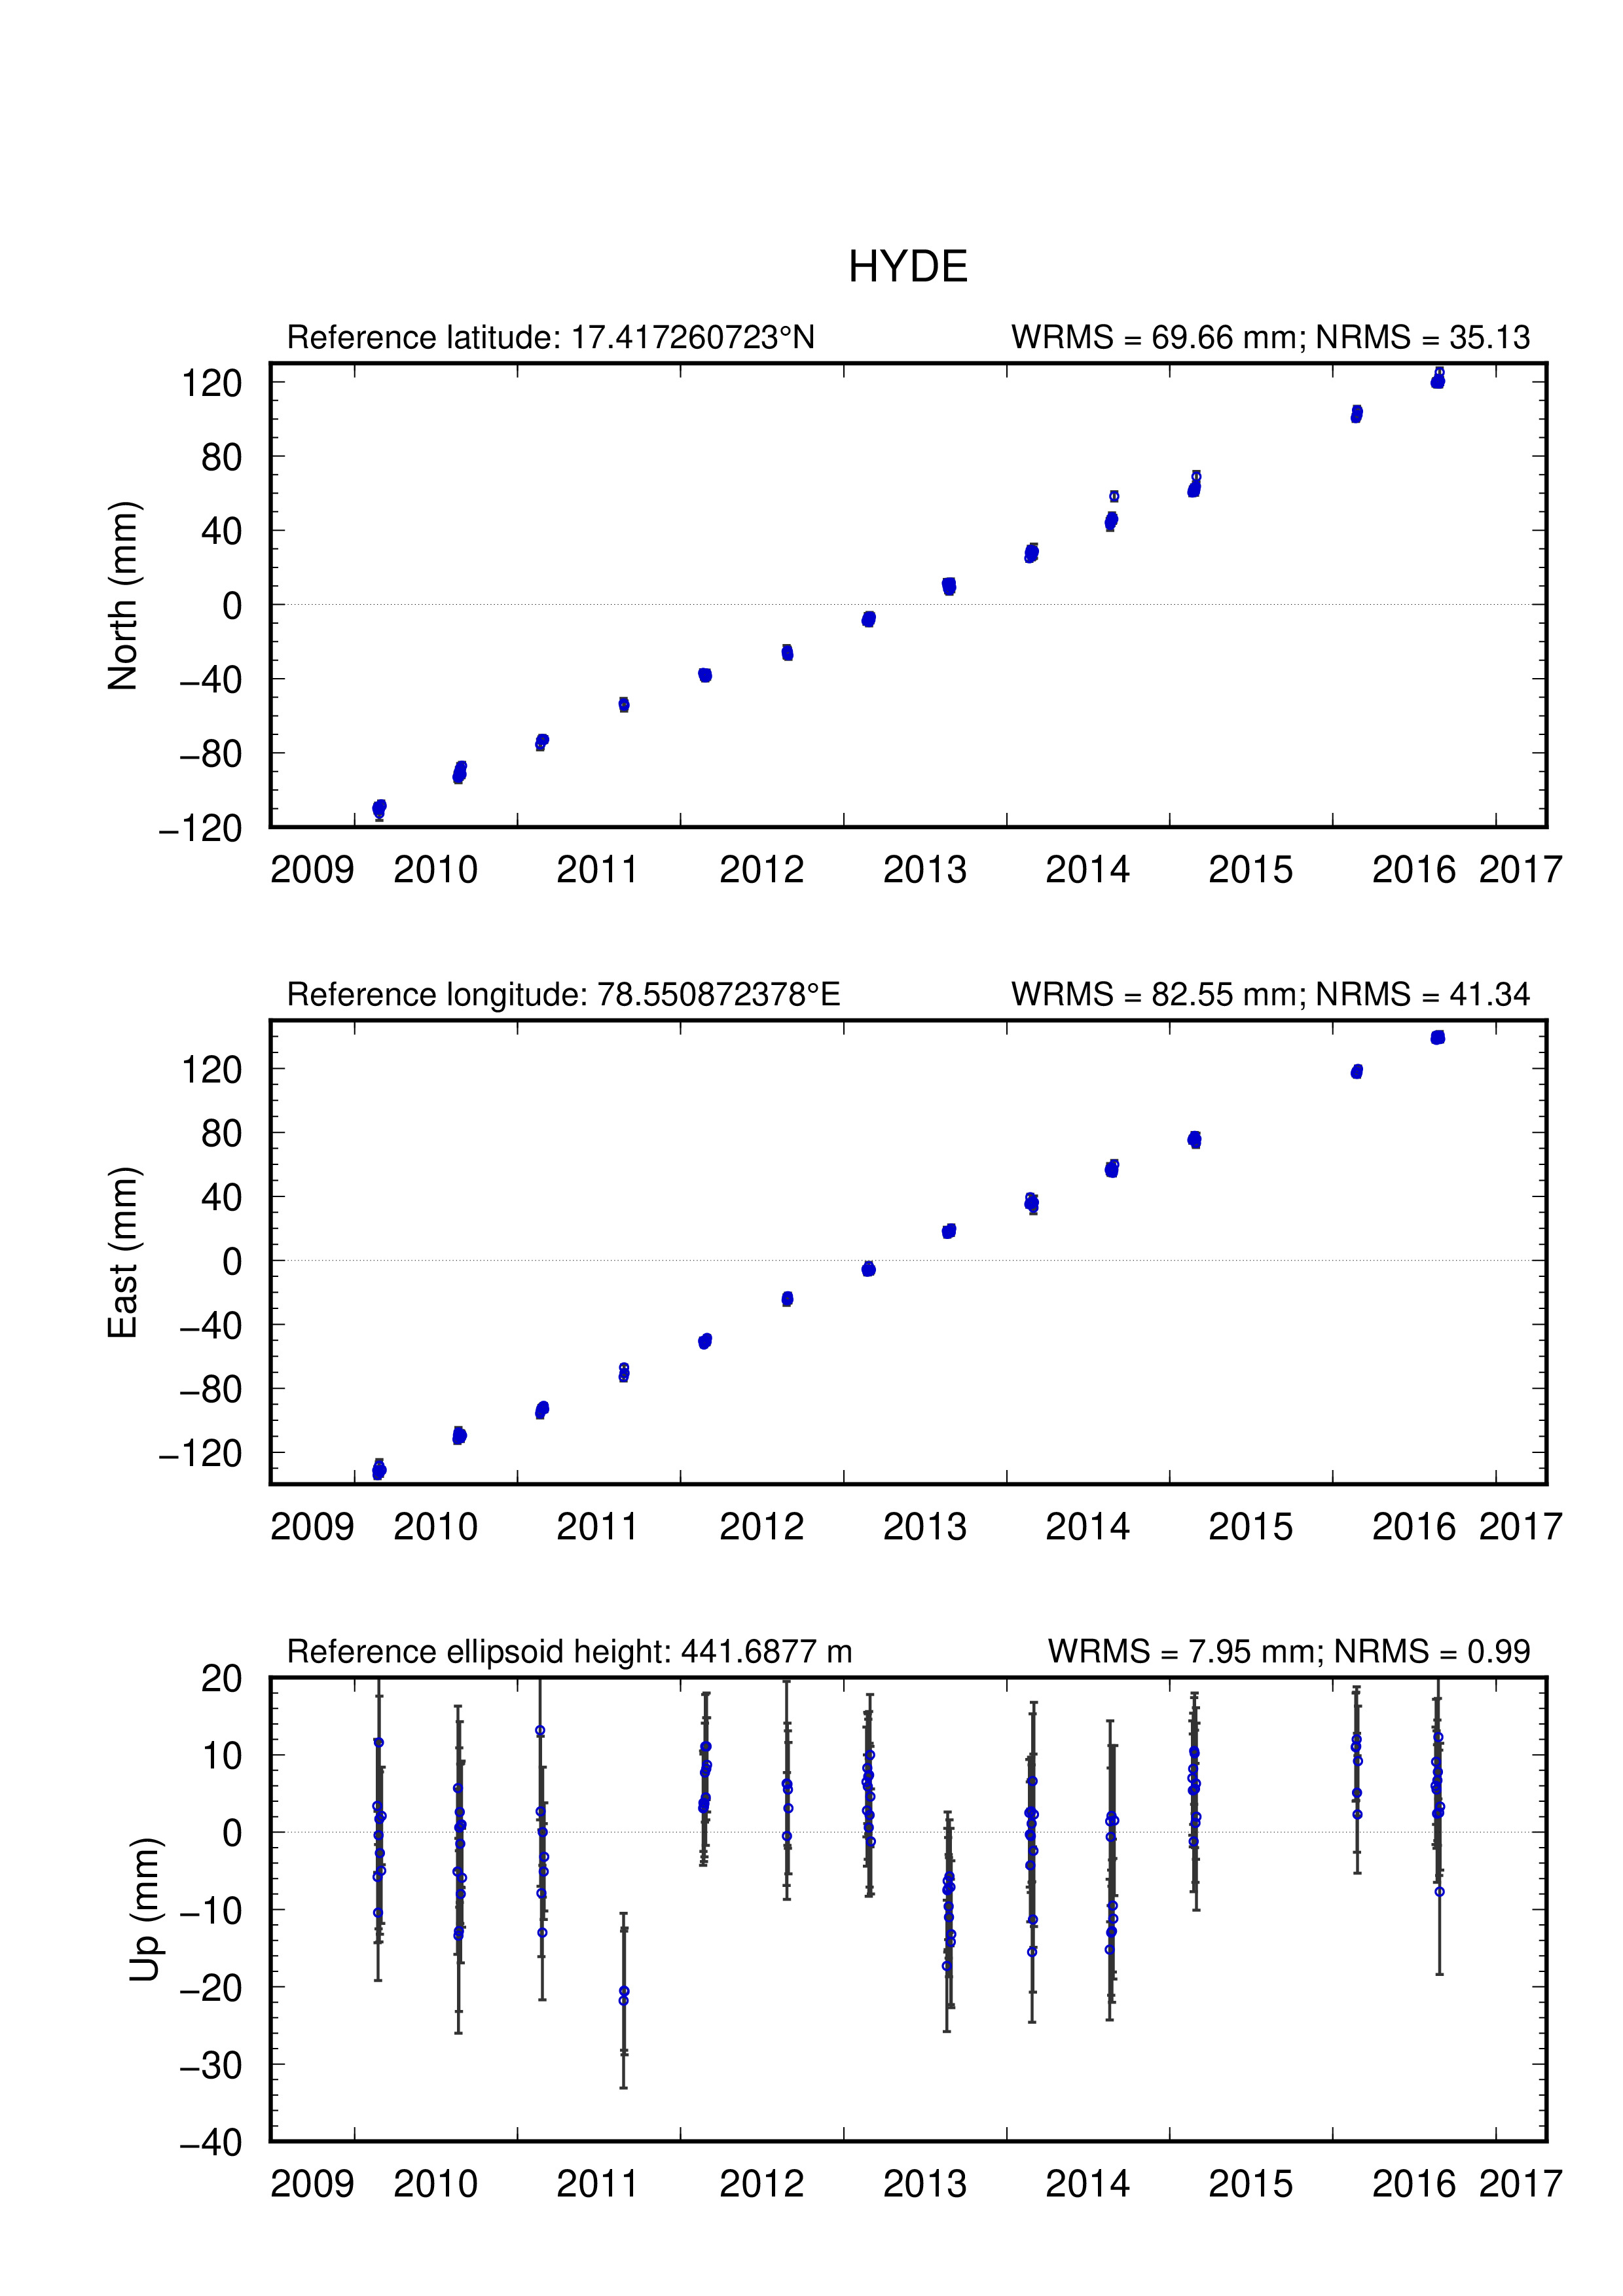 HYDE
Reference latitude: 17.417260723°N WRMS = 69.66 mm; NRMS = 35.13
120
80
40
0
−40
−80
−120
North (mm)
2009 2010 2011 2012 2013 2014 2015 2016 2017
Reference longitude: 78.550872378°E WRMS = 82.55 mm; NRMS = 41.34
120
80
40
0
−40
−80
−120
East (mm)
2009 2010 2011 2012 2013 2014 2015 2016 2017
Reference ellipsoid height: 441.6877 m WRMS = 7.95 mm; NRMS = 0.99
20
10
0
−10
−20
−30
−40
Up (mm)
2009 2010 2011 2012 2013 2014 2015 2016 2017